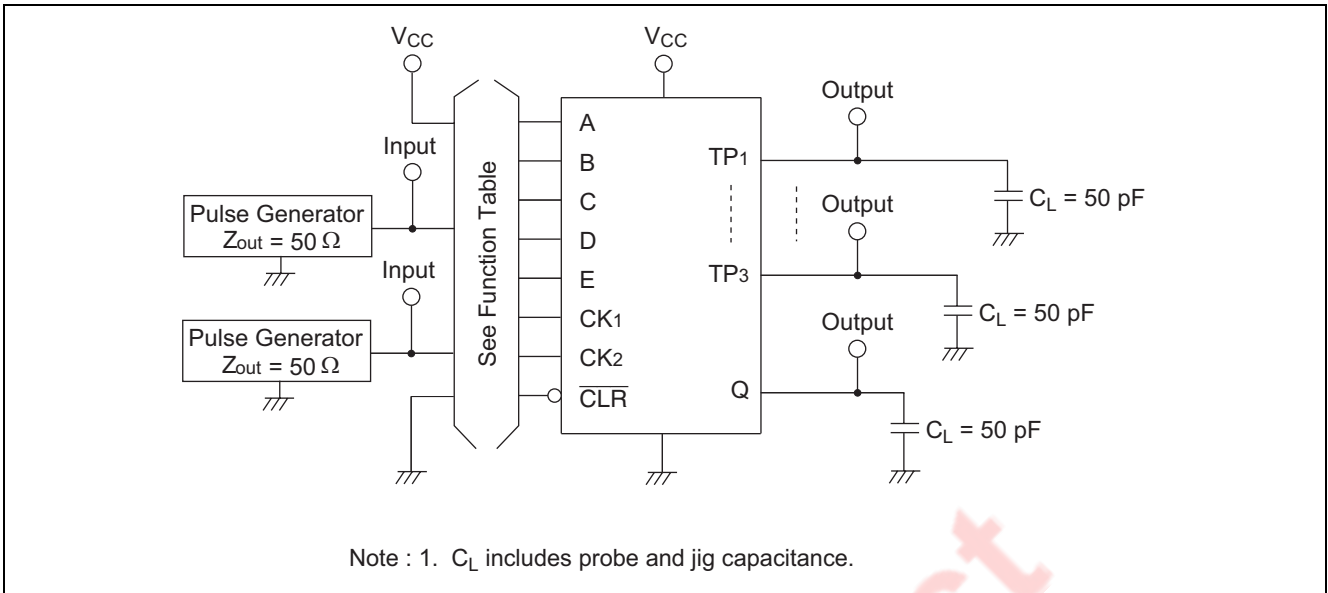 VCC
VCC
Output
Input
A
TP1
B
CL = 50 pF
Pulse Generator
Zout = 50 Ω
C
Output
See Function Table
D
Input
E
TP3
CK1
CL = 50 pF
Pulse Generator
Zout = 50 Ω
Output
CK2
CLR
Q
CL = 50 pF
Note : 1. CL includes probe and jig capacitance.